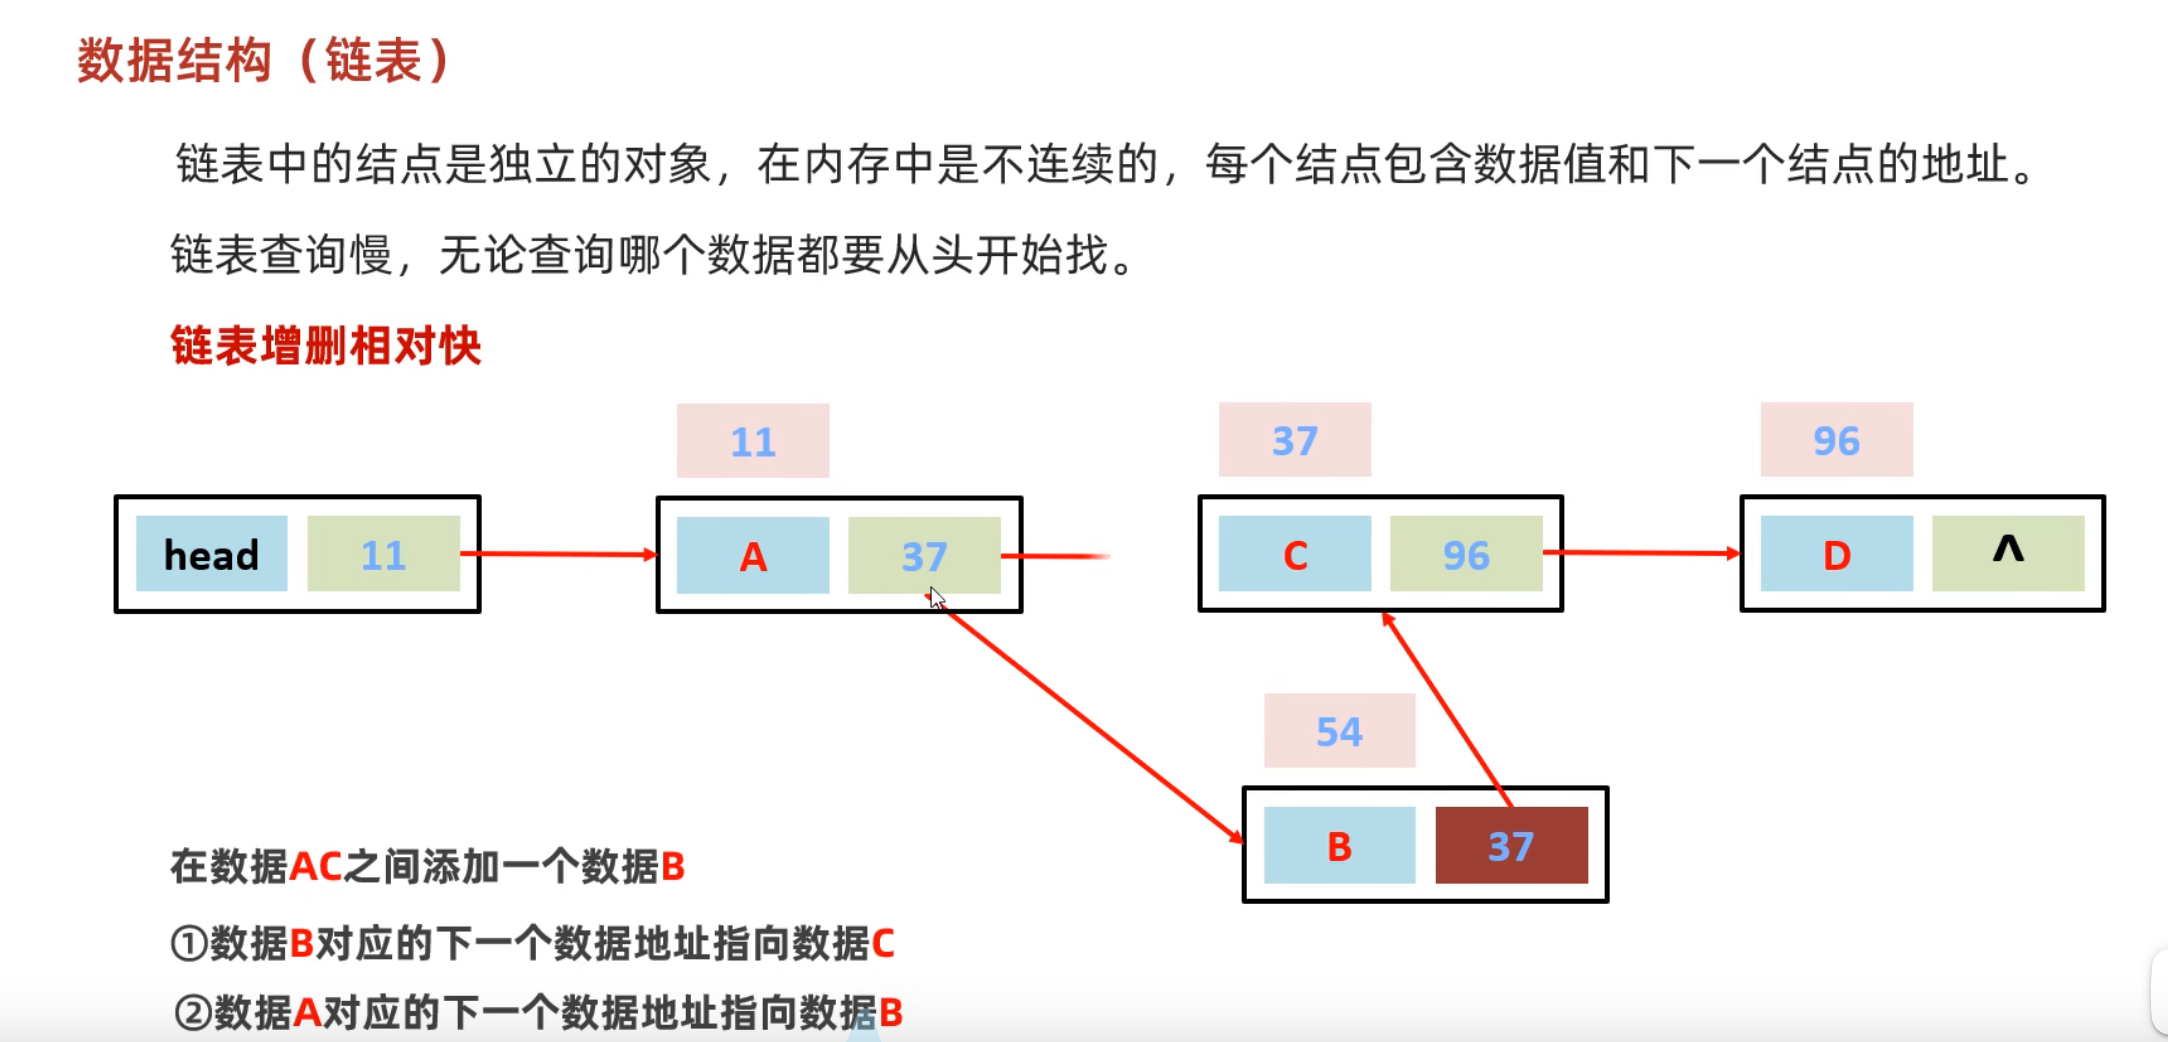 数据结构（链表）
链表中的结点是独立的对象，在内存中是不连续的，每个结点包含数据值和下一个结点的地址。
链表查询慢，无论查询哪个数据都要从头开始找。
链表增删相对快
11 37 96
head 11 A 37 C 96 D ^
54
B 37
在数据AC之间添加一个数据B
①数据B对应的下一个数据地址指向数据C
②数据A对应的下一个数据地址指向数据B